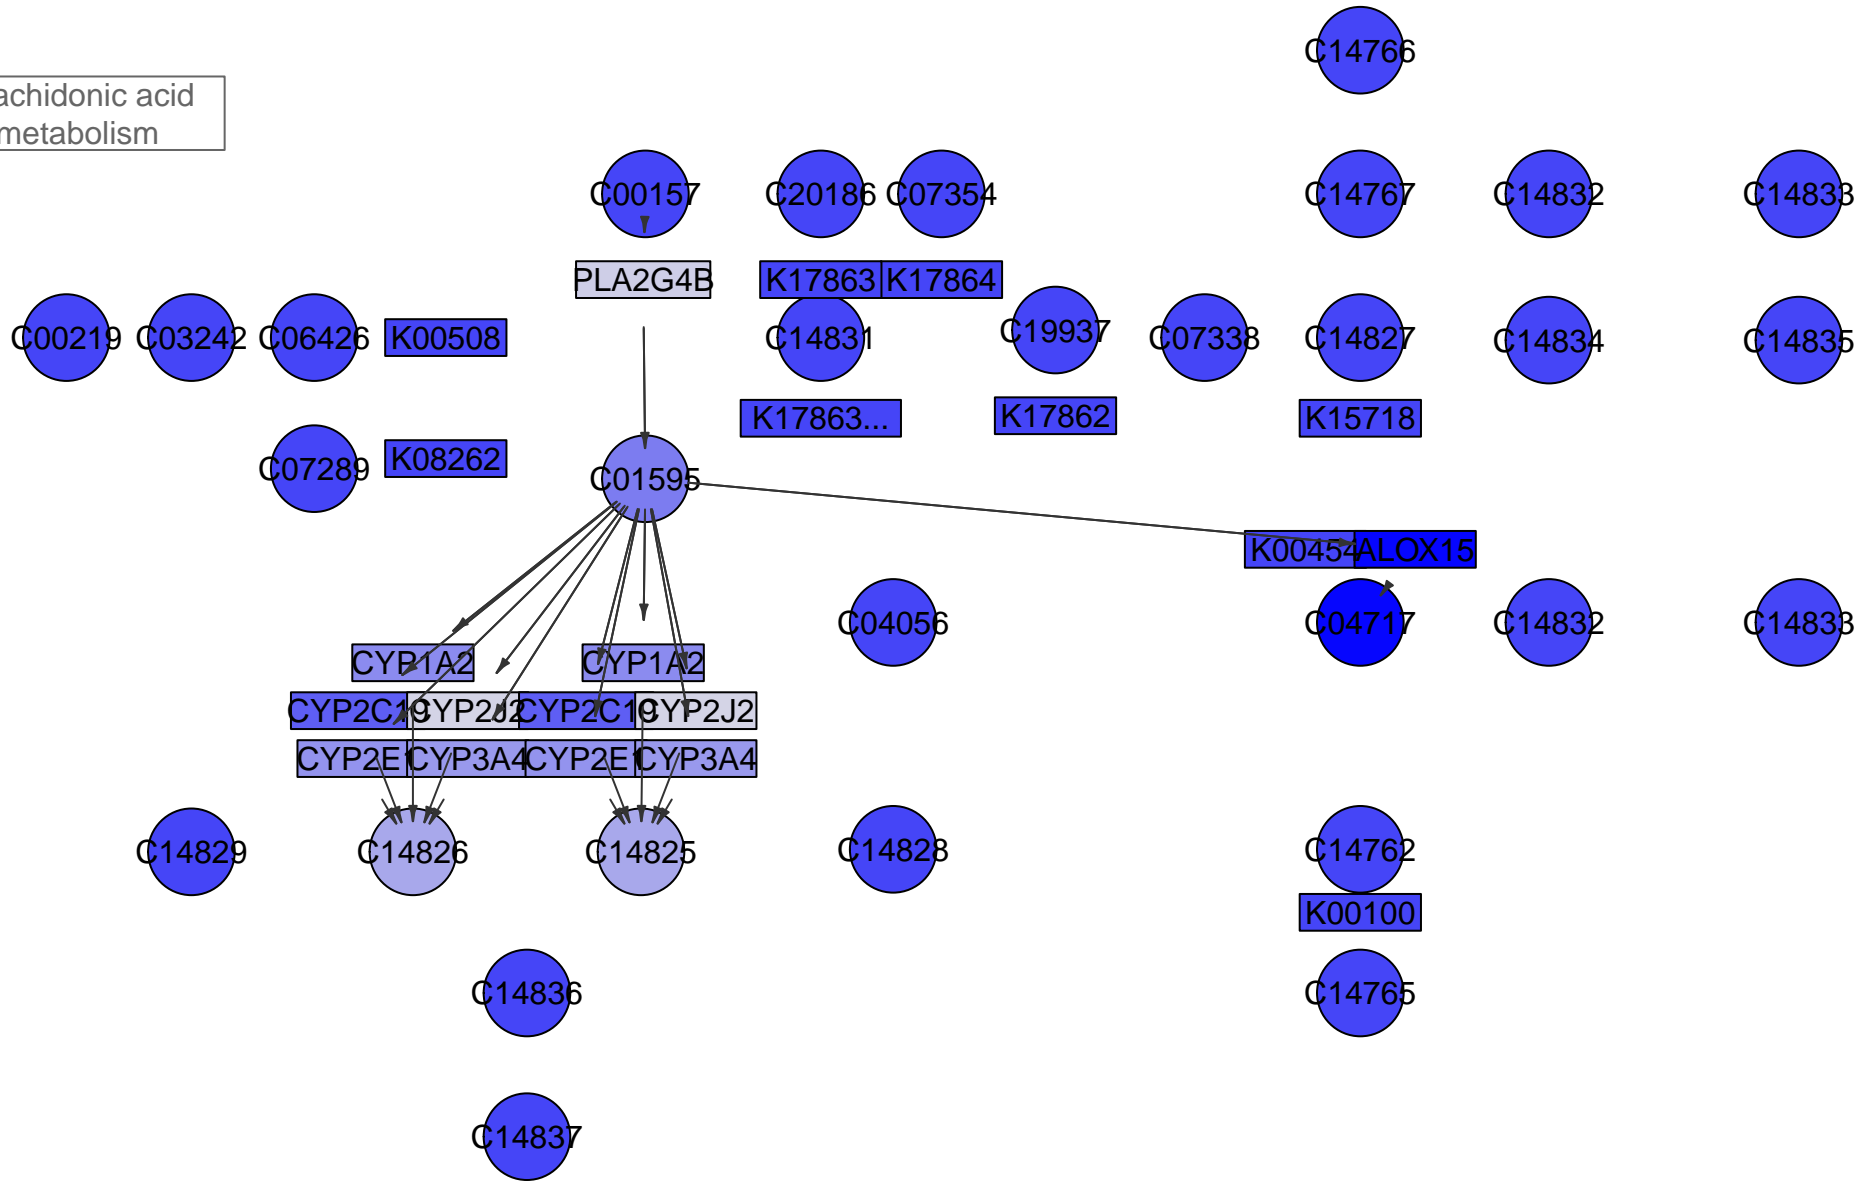 C14766
achidonic acid
metabolism
C00157
C20186
C07354
C14767
C14832
C14833
PLA2G4B
K17863
K17864
C00219
C03242
C06426
K00508
C14831
C19937
C07338
C14827
C14834
C14835
K17863...
K17862
K15718
C07289
K08262
C01595
K00454
ALOX15
C04056
C04717
C14832
C14833
CYP1A2
CYP1A2
CYP2C19
CYP2J2
CYP2C19
CYP2J2
CYP2E1
CYP3A4
CYP2E1
CYP3A4
C14829
C14826
C14825
C14828
C14762
K00100
C14836
C14765
C14837